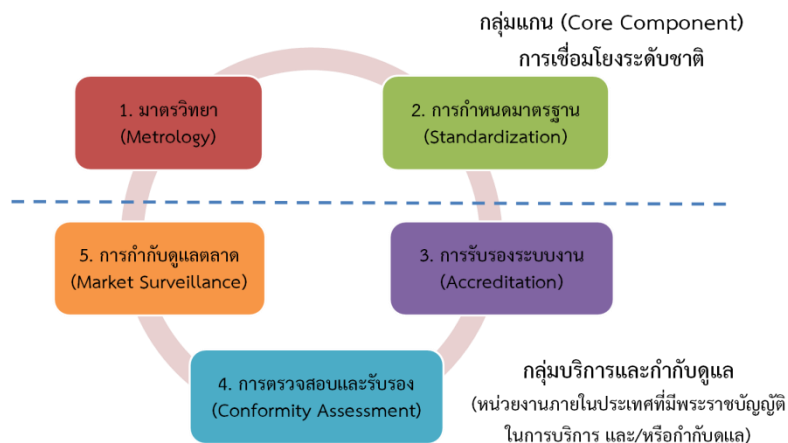 กลุ่มแกน (Core Component)
การเชื่อมโยงระดับชาติ
1. มาตรวิทยา
(Metrology)
2. การกำหนดมาตรฐาน
(Standardization)
5. การกำกับดูแลตลาด
(Market Surveillance)
3. การรับรองระบบงาน
(Accreditation)
4. การตรวจสอบและรับรอง
(Conformity Assessment)
กลุ่มบริการและกำกับดูแล
(หน่วยงานภายในประเทศที่มีพระราชบัญญัติ
ในการบริการ และ/หรือกำกับดูแล)